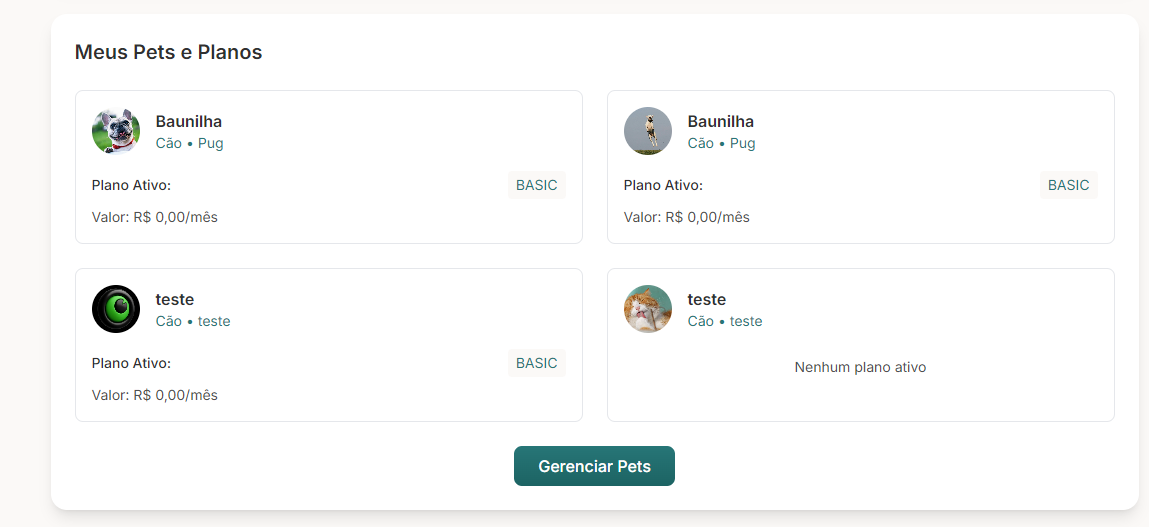 Meus Pets e Planos
Baunilha
Cão • Pug
Plano Ativo:
BASIC
Valor: R$ 0,00/mês
Baunilha
Cão • Pug
Plano Ativo:
BASIC
Valor: R$ 0,00/mês
teste
Cão • teste
Plano Ativo:
BASIC
Valor: R$ 0,00/mês
teste
Cão • teste
Nenhum plano ativo
Gerenciar Pets